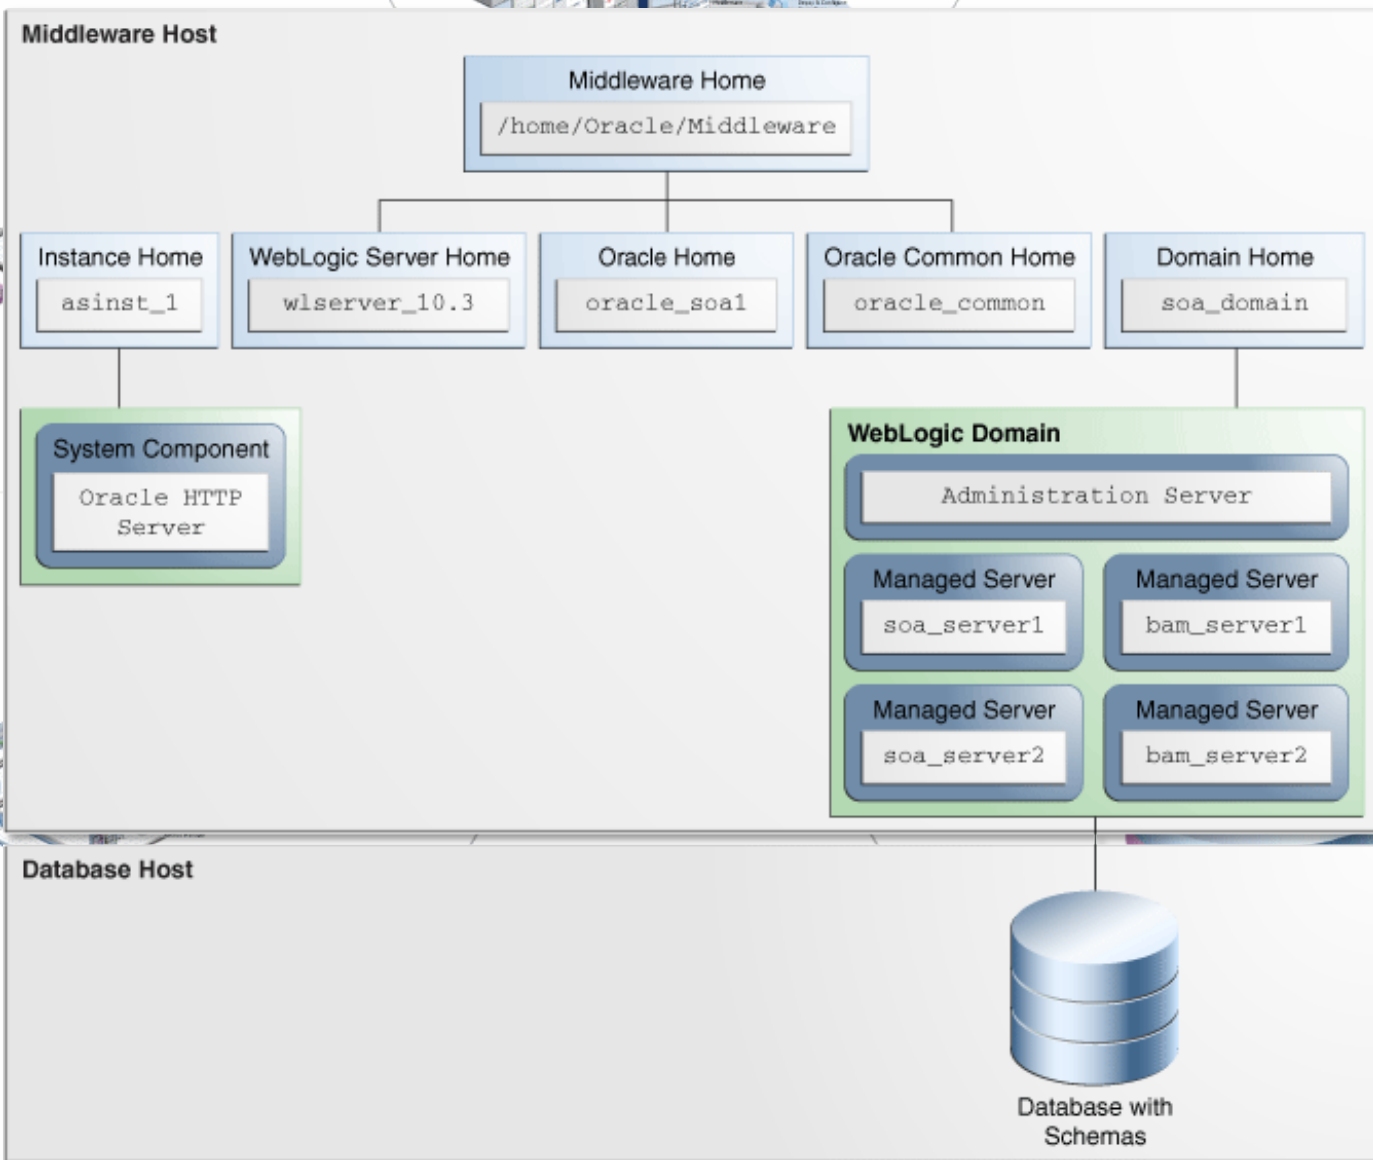 Middleware Host
Middleware Home
/home/Oracle/Middleware
Instance Home
asinst_1
WebLogic Server Home
wlserver_10.3
Oracle Home
oracle_soa1
Oracle Common Home
oracle_common
Domain Home
soa_domain
System Component
Oracle HTTP
Server
WebLogic Domain
Administration Server
Managed Server
soa_server1
Managed Server
bam_server1
Managed Server
soa_server2
Managed Server
bam_server2
Database Host
Database with
Schemas